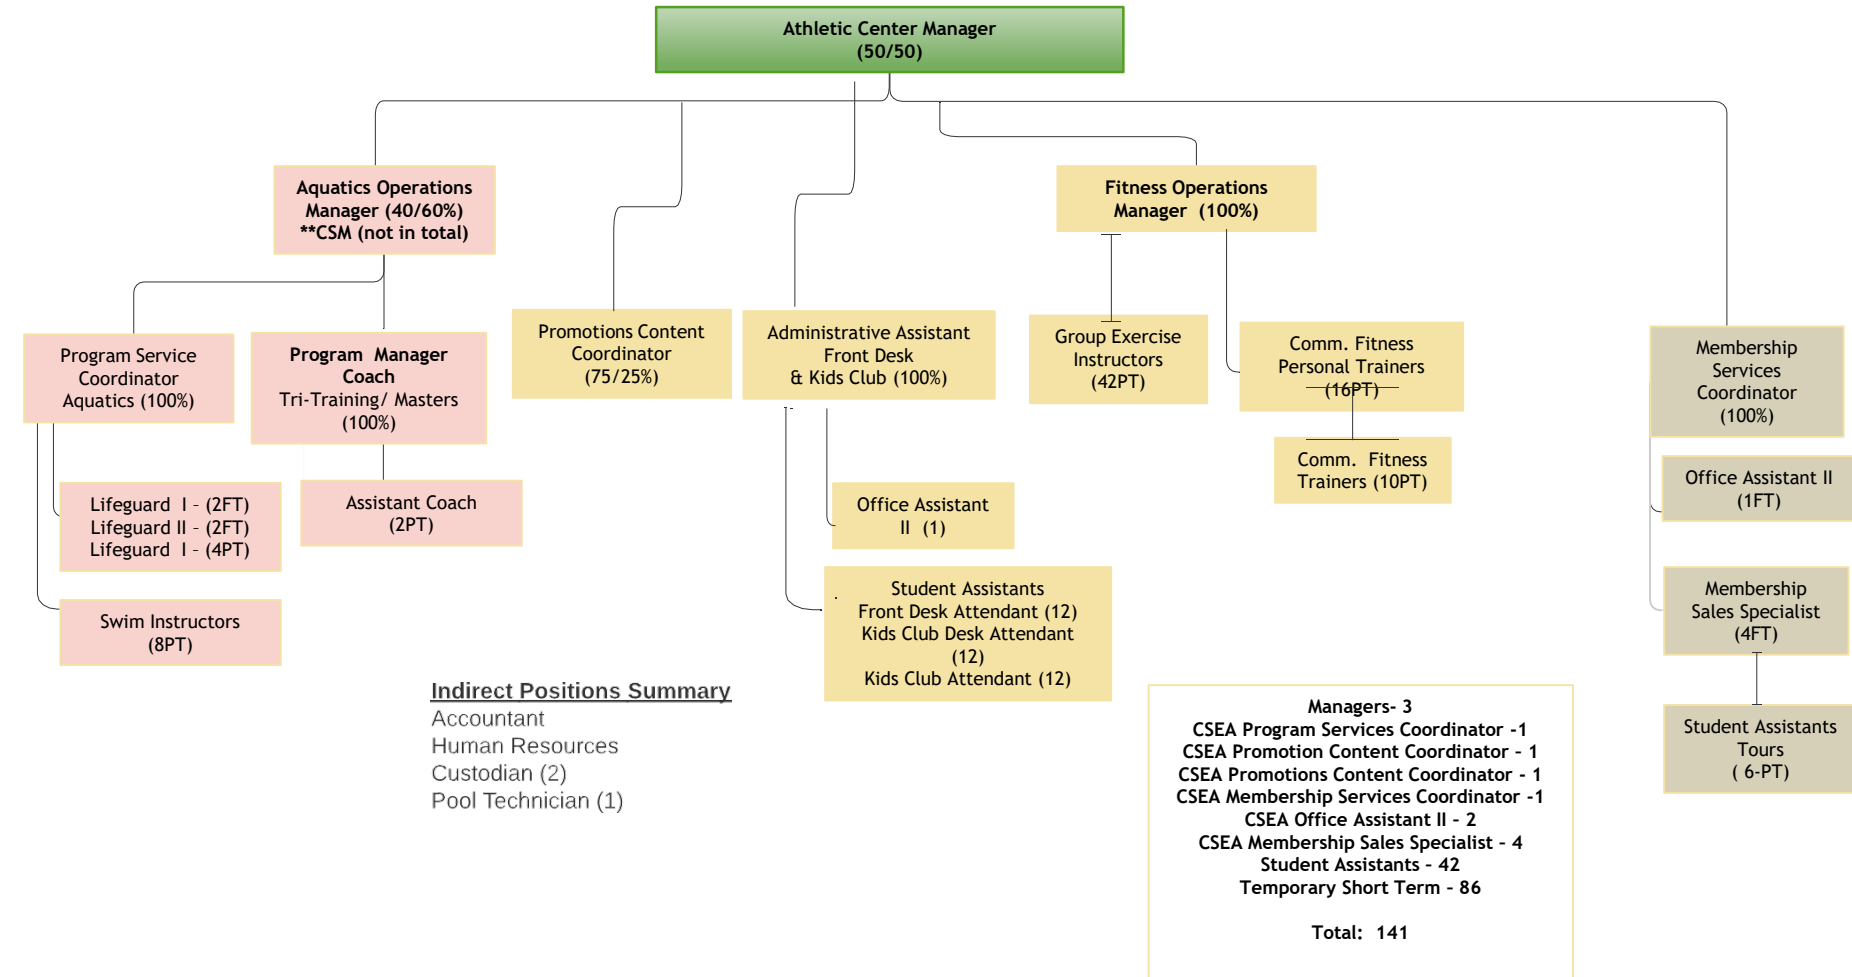 Athletic Center Manager
(50/50)
Aquatics Operations
Manager (40/60%)
**CSM (not in total)
Fitness Operations
Manager (100%)
Program Service
Coordinator
Aquatics (100%)
Program Manager
Coach
Tri-Training/ Masters
(100%)
Promotions Content
Coordinator
(75/25%)
Administrative Assistant
Front Desk
& Kids Club (100%)
Group Exercise
Instructors
(42PT)
Comm. Fitness
Personal Trainers
(16PT)
Membership
Services
Coordinator
(100%)
Comm. Fitness
Trainers (10PT)
Lifeguard I - (2FT)
Lifeguard II - (2FT)
Lifeguard I - (4PT)
Assistant Coach
(2PT)
Office Assistant
II (1)
Office Assistant II
(1FT)
Swim Instructors
(8PT)
Student Assistants
Front Desk Attendant (12)
Kids Club Desk Attendant
(12)
Kids Club Attendant (12)
Membership
Sales Specialist
(4FT)
Student Assistants
Tours
( 6-PT)
Indirect Positions Summary
Accountant
Human Resources
Custodian (2)
Pool Technician (1)
Managers- 3
CSEA Program Services Coordinator -1
CSEA Promotion Content Coordinator - 1
CSEA Promotions Content Coordinator - 1
CSEA Membership Services Coordinator -1
CSEA Office Assistant II - 2
CSEA Membership Sales Specialist - 4
Student Assistants - 42
Temporary Short Term - 86
Total: 141